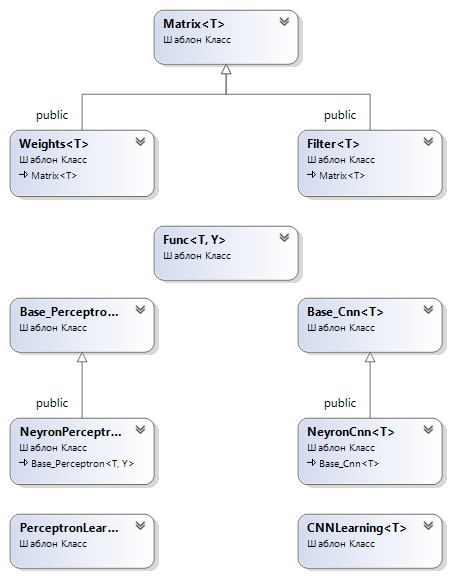 Matrix<T>
Шаблон Класс
public
public
Weights<T>
Шаблон Класс
Matrix<T>
Filter<T>
Шаблон Класс
Matrix<T>
Func<T, Y>
Шаблон Класс
Base_Perceptro...
Шаблон Класс
Base_Cnn<T>
Шаблон Класс
public
public
NeyronPerceptr...
Шаблон Класс
Base_Perceptron<T, Y>
NeyronCnn<T>
Шаблон Класс
Base_Cnn<T>
PerceptronLear...
Шаблон Класс
CNNLearning<T>
Шаблон Класс